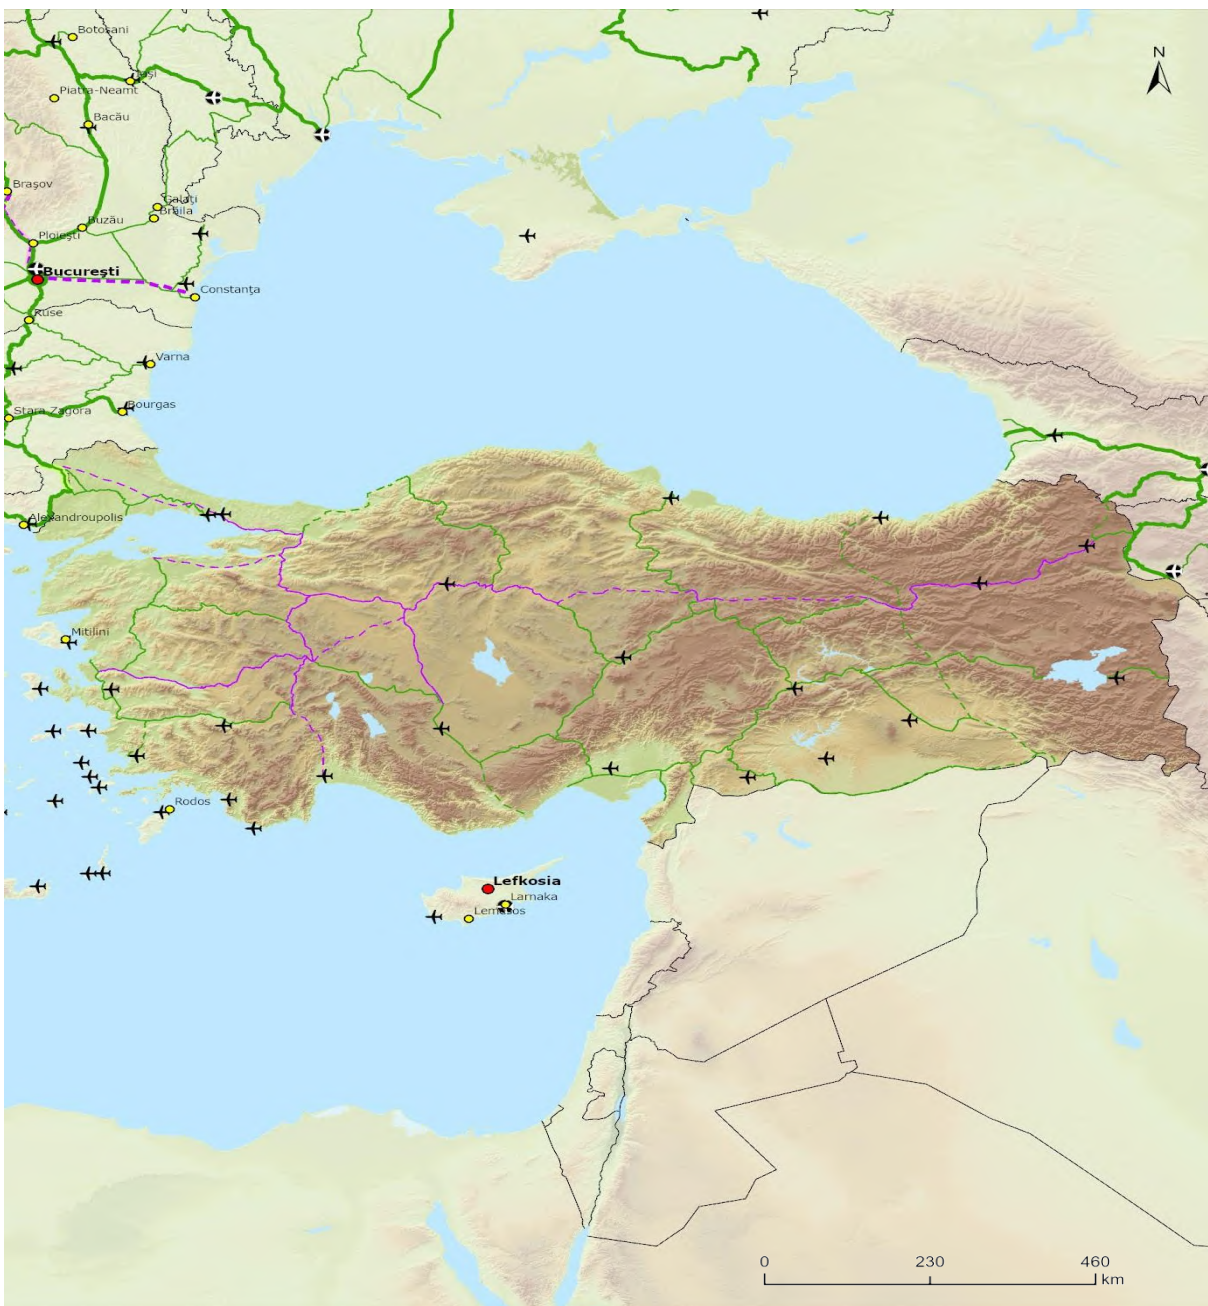 Botoşani
N
Iaşi
Piatra-Neamt
Bacău
Braşov
Galaţi
Brăila
Buzău
Ploieşti
Bucureşti
Constanţa
Ruse
Varna
Bourgas
Stara Zagora
Alexandroupolis
Mitilini
Rodos
Lefkosia
Larnaka
Lemesos
0 230 460
km